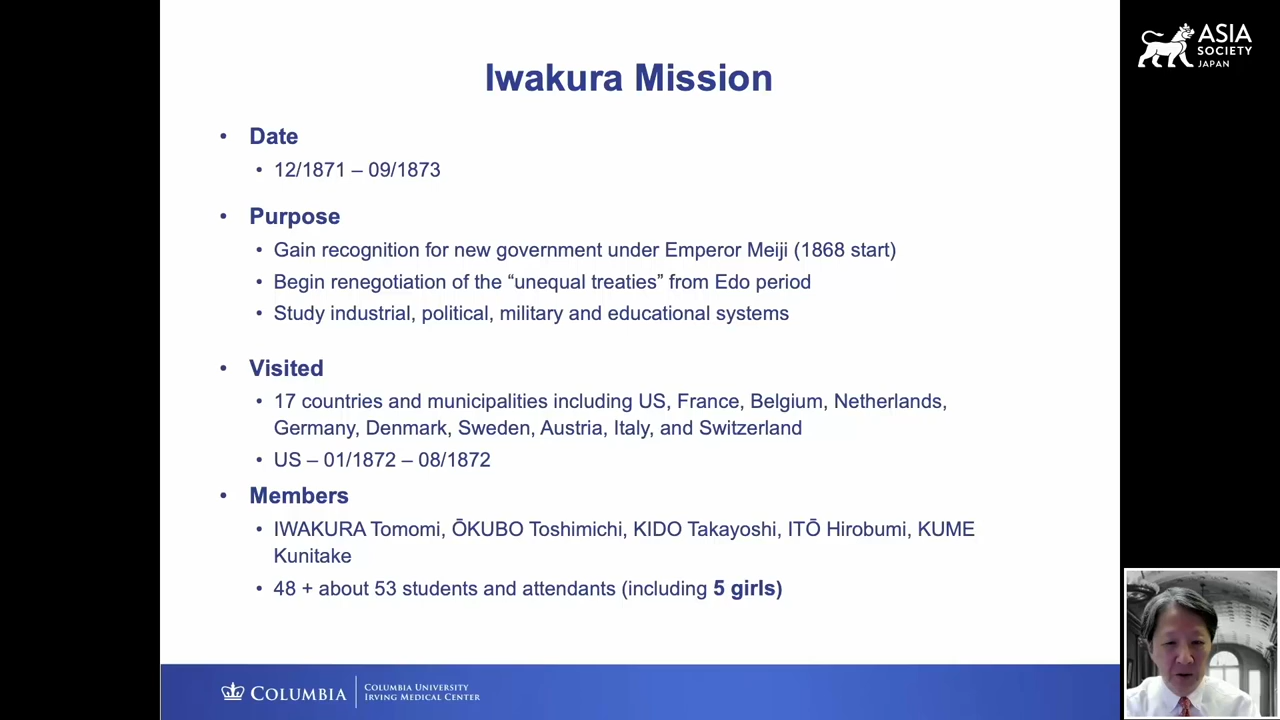 Iwakura Mission
• Date
• 12/1871 – 09/1873
• Purpose
• Gain recognition for new government under Emperor Meiji (1868 start)
• Begin renegotiation of the “unequal treaties” from Edo period
• Study industrial, political, military and educational systems
• Visited
• 17 countries and municipalities including US, France, Belgium, Netherlands,
Germany, Denmark, Sweden, Austria, Italy, and Switzerland
• US – 01/1872 – 08/1872
• Members
• IWAKURA Tomomi, ŌKUBO Toshimichi, KIDO Takayoshi, ITŌ Hirobumi, KUME
Kunitake
• 48 + about 53 students and attendants (including 5 girls)
COLUMBIA
COLUMBIA UNIVERSITY
IRVING MEDICAL CENTER
ASIA
SOCIETY
JAPAN